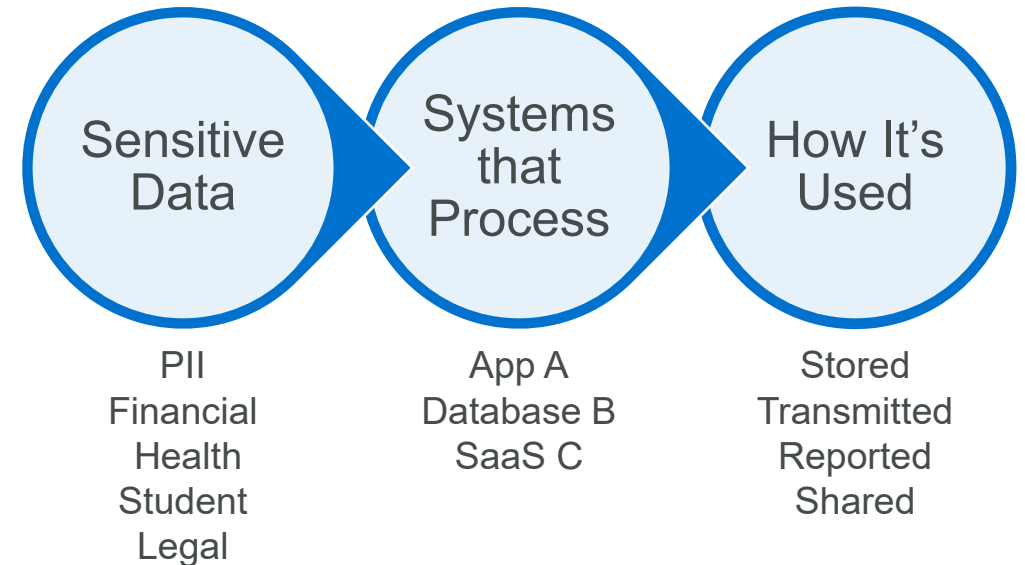 Sensitive
Data
Systems
that
Process
How It's
Used
PII
Financial
Health
Student
Legal
App A
Database B
SaaS C
Stored
Transmitted
Reported
Shared